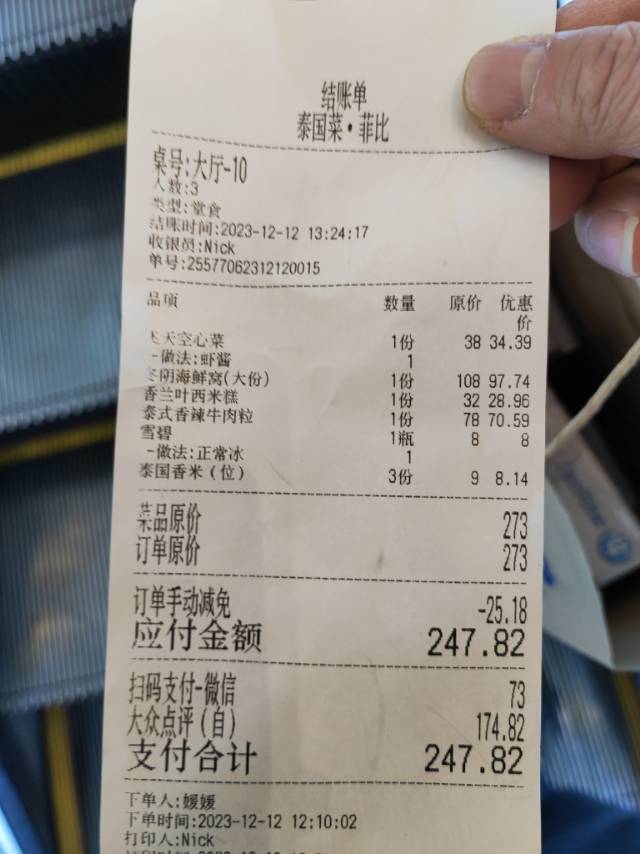 结账单
泰国菜·菲比
桌号:大厅-10
人数:3
类型:堂食
结账时间:2023-12-12 13:24:17
收银员:Nick
单号:25577062312120015
品项 数量 原价 优惠价
天空心菜 1份 38 34.39
-做法:虾酱 1
冬阴海鲜窝(大份) 1份 108 97.74
香兰叶西米糕 1份 32 28.96
泰式香辣牛肉粒 1份 78 70.59
雪碧 1瓶 8 8
-做法:正常冰 1
泰国香米(位) 3份 9 8.14
菜品原价 273
订单原价 273
订单手动减免 -25.18
应付金额 247.82
扫码支付-微信 73
大众点评(自) 174.82
支付合计 247.82
下单人:媛媛
下单时间:2023-12-12 12:10:02
打印人:Nick